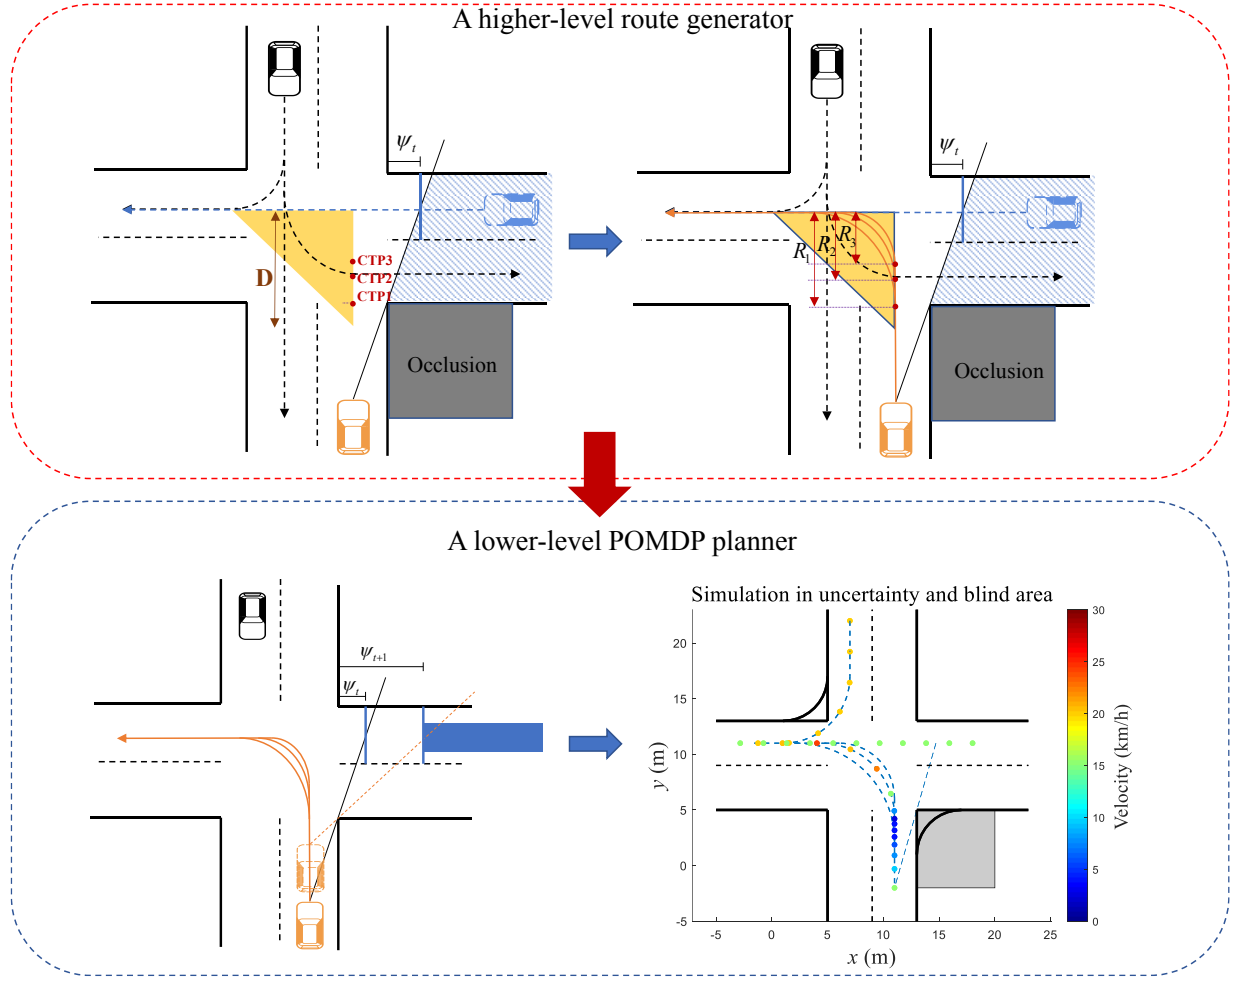 A higher-level route generator
ψt
D
CTP3
CTP2
CTP1
Occlusion
ψt
R1
R2
R3
Occlusion
A lower-level POMDP planner
ψt+1
ψt
Simulation in uncertainty and blind area
20
15
10
5
0
-5
y (m)
-5 0 5 10 15 20 25
x (m)
30
25
20
15
10
5
0
Velocity (km/h)